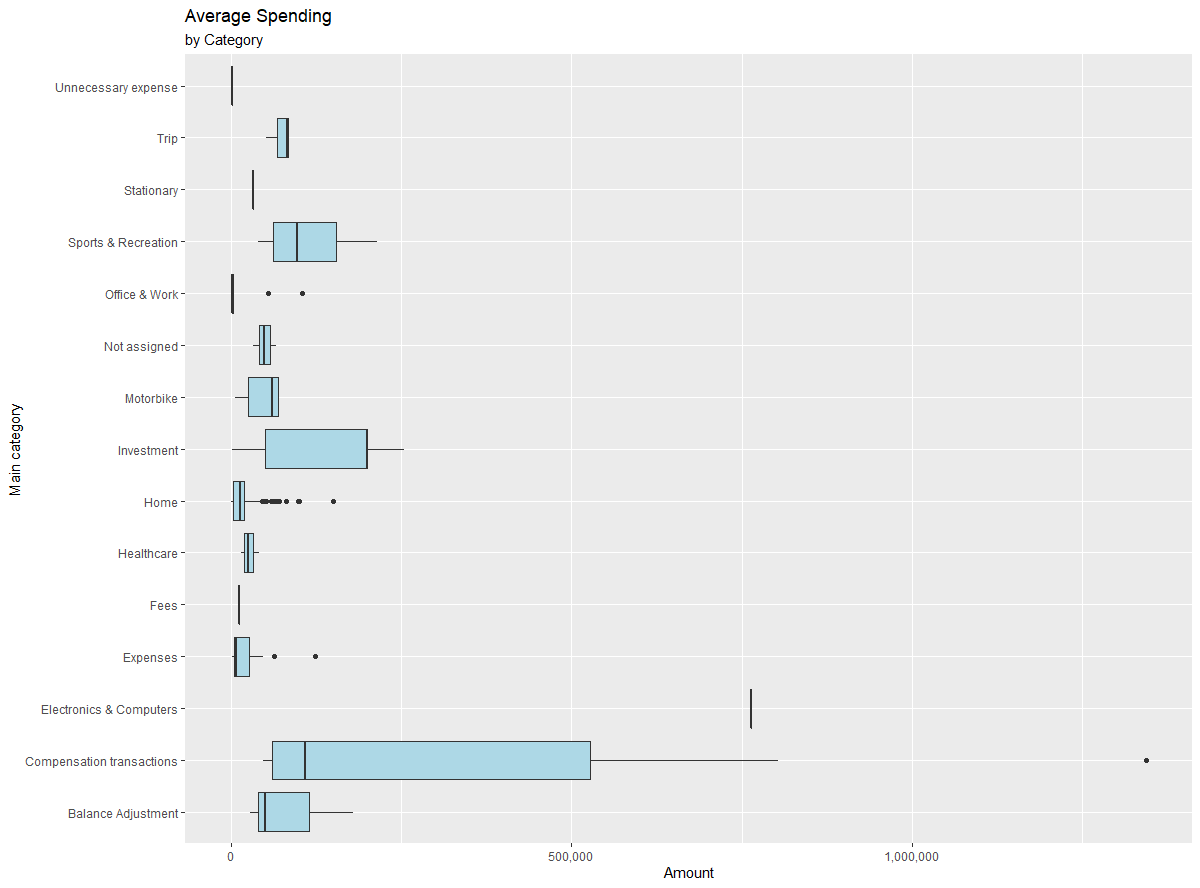 Average Spending
by Category
Main category
Unnecessary expense
Trip
Stationary
Sports & Recreation
Office & Work
Not assigned
Motorbike
Investment
Home
Healthcare
Fees
Expenses
Electronics & Computers
Compensation transactions
Balance Adjustment
0 500,000 1,000,000
Amount